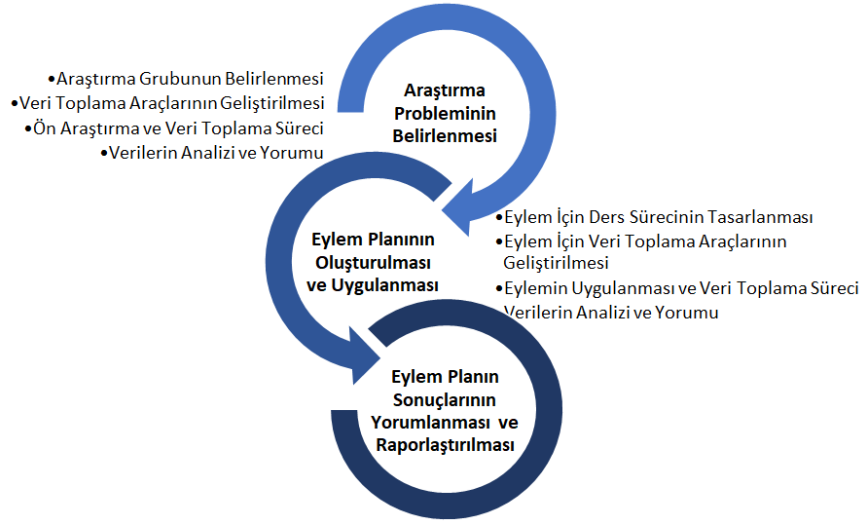 •Araştırma Grubunun Belirlenmesi
•Veri Toplama Araçlarının Geliştirilmesi
•Ön Araştırma ve Veri Toplama Süreci
•Verilerin Analizi ve Yorumu
Araştırma
Probleminin
Belirlenmesi
Eylem Planının
Oluşturulması
ve Uygulanması
•Eylem İçin Ders Sürecinin Tasarlanması
•Eylem İçin Veri Toplama Araçlarının
Geliştirilmesi
•Eylemin Uygulanması ve Veri Toplama Süreci
Verilerin Analizi ve Yorumu
Eylem Planın
Sonuçlarının
Yorumlanması ve
Raporlaştırılması